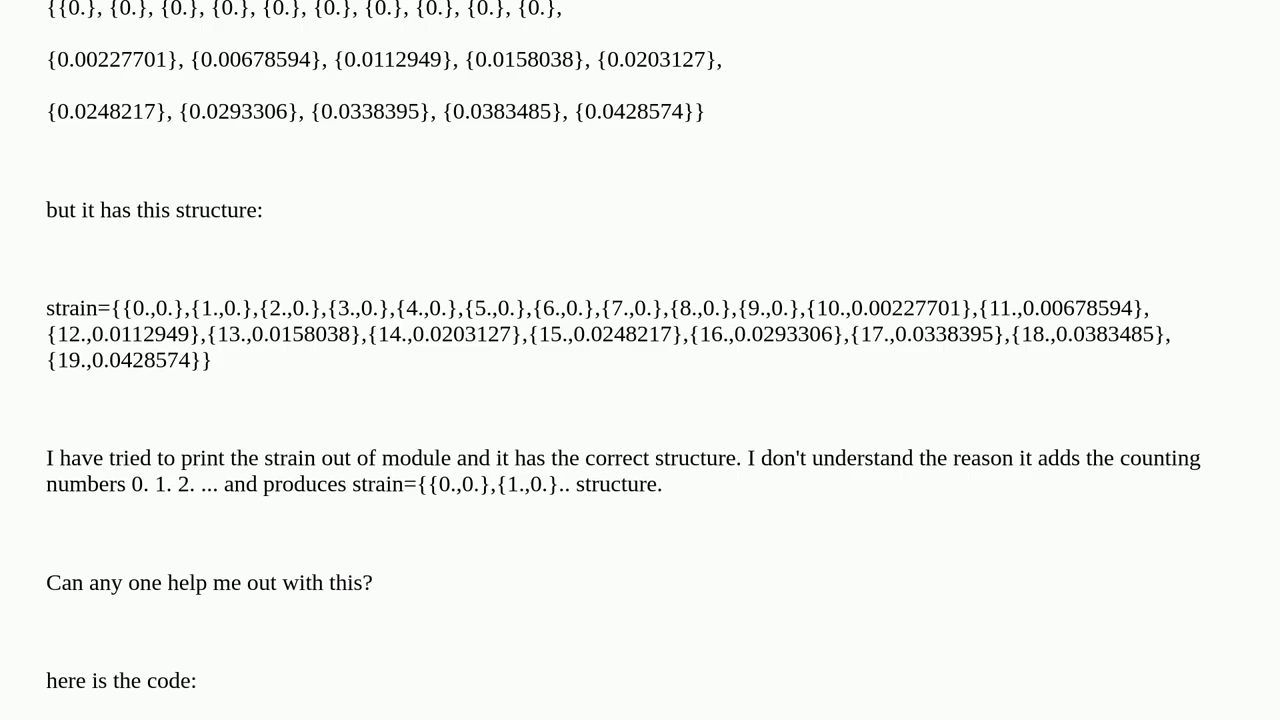 {{0.}, {0.}, {0.}, {0.}, {0.}, {0.}, {0.}, {0.}, {0.}, {0.},
{0.00227701}, {0.00678594}, {0.0112949}, {0.0158038}, {0.0203127},
{0.0248217}, {0.0293306}, {0.0338395}, {0.0383485}, {0.0428574}}
but it has this structure:
strain={{0.,0.},{1.,0.},{2.,0.},{3.,0.},{4.,0.},{5.,0.},{6.,0.},{7.,0.},{8.,0.},{9.,0.},{10.,0.00227701},{11.,0.00678594},
{12.,0.0112949},{13.,0.0158038},{14.,0.0203127},{15.,0.0248217},{16.,0.0293306},{17.,0.0338395},{18.,0.0383485},
{19.,0.0428574}}
I have tried to print the strain out of module and it has the correct structure. I don't understand the reason it adds the counting
numbers 0. 1. 2. ... and produces strain={{0.,0.},{1.,0.}.. structure.
Can any one help me out with this?
here is the code: